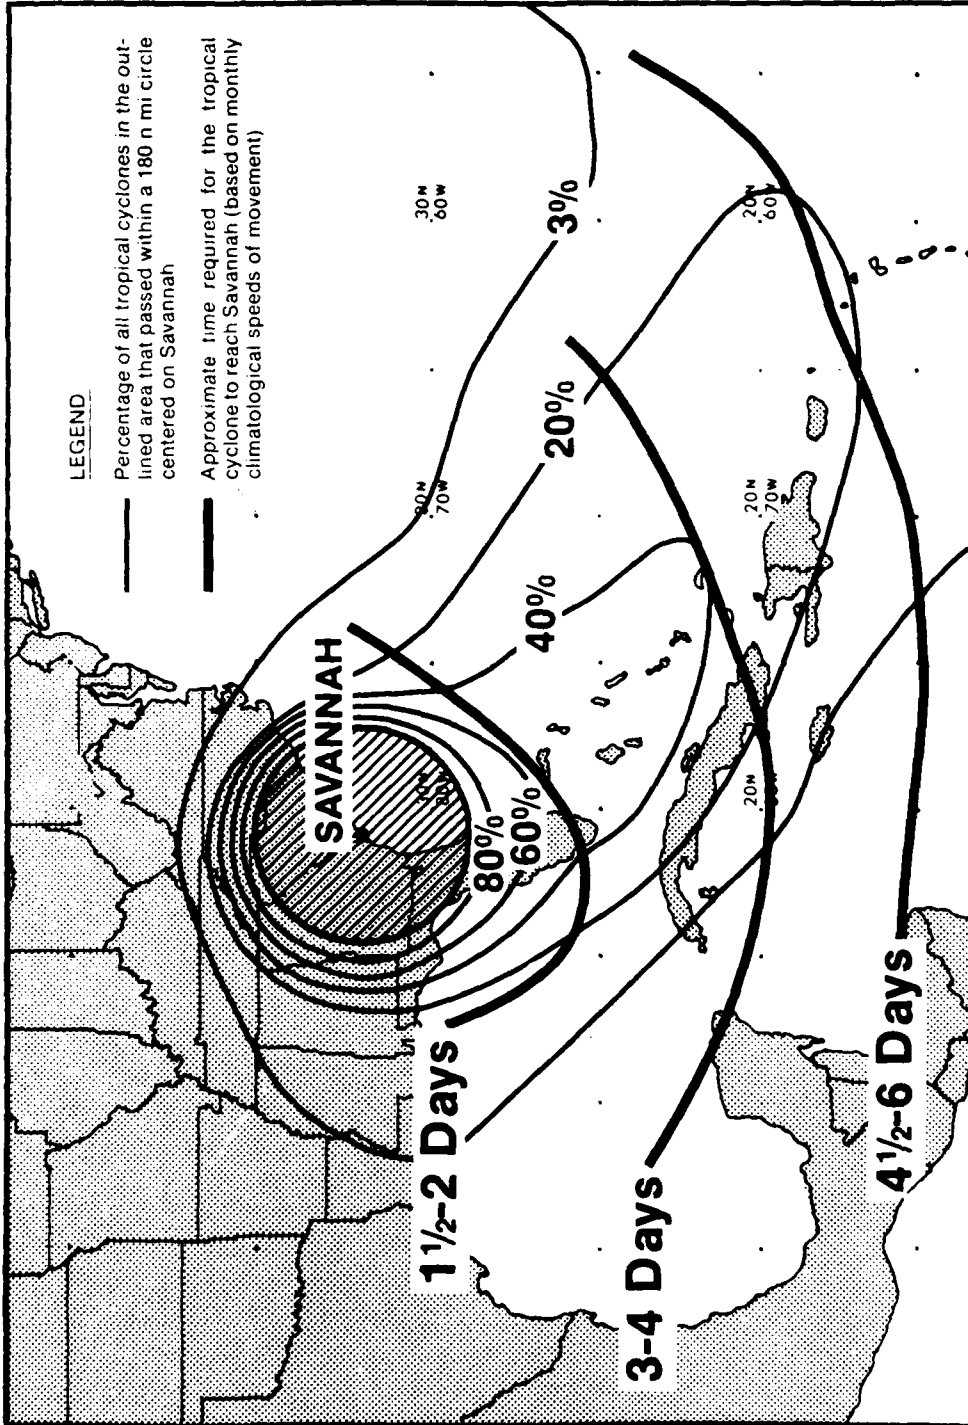 LEGEND
Percentage of all tropical cyclones in the out-
lined area that passed within a 180 n mi circle
centered on Savannah
Approximate time required for the tropical
cyclone to reach Savannah (based on monthly
climatological speeds of movement)
SAVANNAH
80%
60%
40%
20%
3%
30N
70W
30N
60W
20N
20N
70W
20N
60W
1½-2 Days
3-4 Days
4½-6 Days